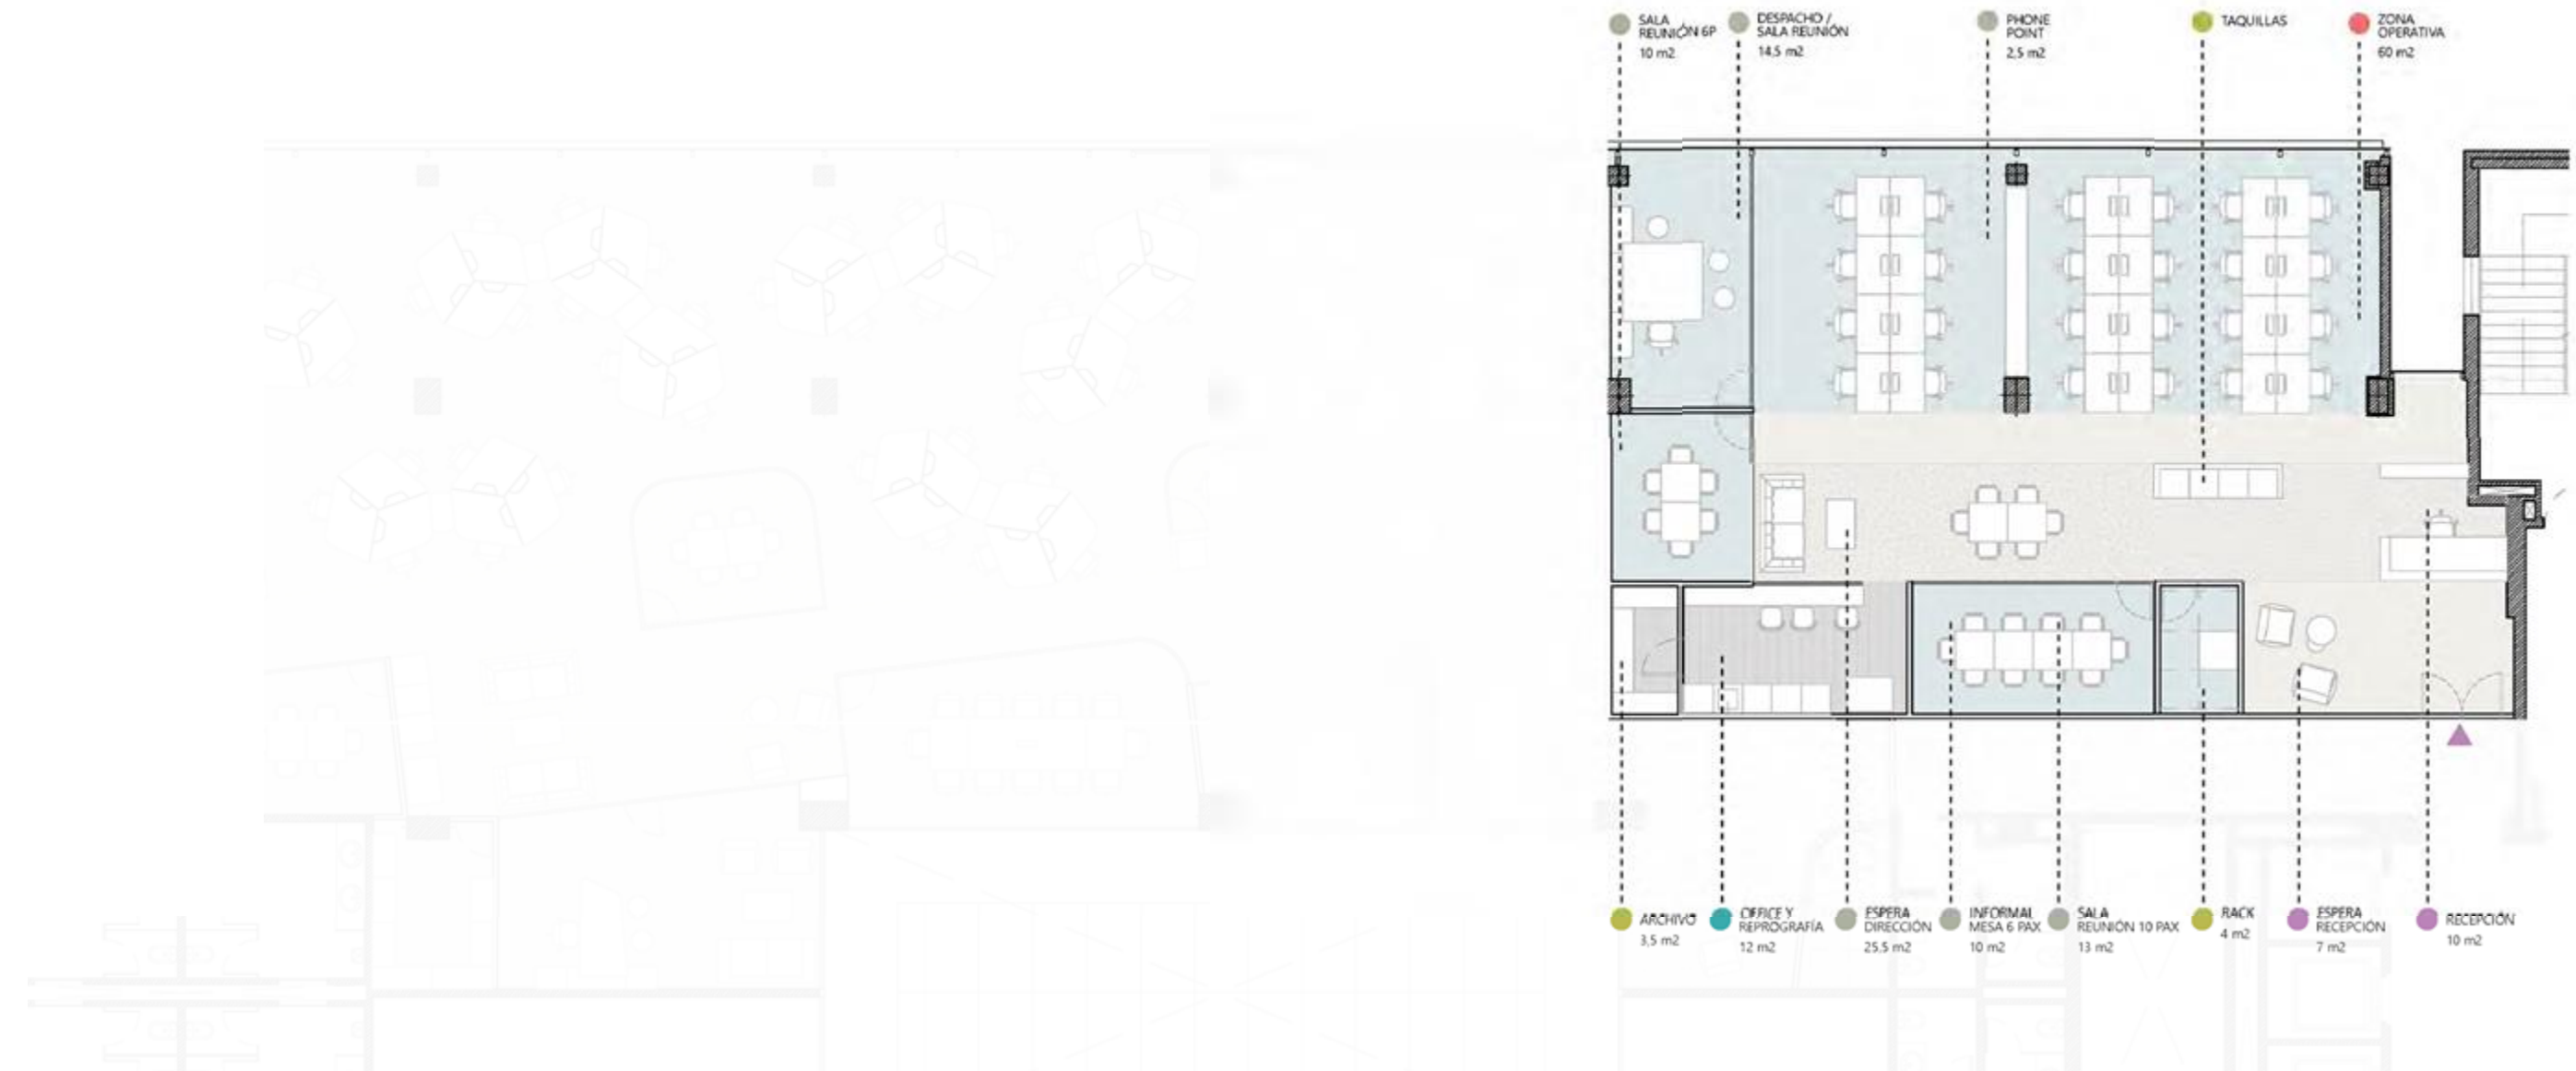 SALA
REUNIÓN 6P
10 m2
DESPACHO /
SALA REUNIÓN
14,5 m2
PHONE
POINT
2,5 m2
TAQUILLAS
ZONA
OPERATIVA
60 m2
ARCHIVO
3,5 m2
OFFICE Y
REPROGRAFÍA
12 m2
ESPERA
DIRECCIÓN
25,5 m2
INFORMAL
MESA 6 PAX
10 m2
SALA
REUNIÓN 10 PAX
13 m2
RACK
4 m2
ESPERA
RECEPCIÓN
7 m2
RECEPCIÓN
10 m2